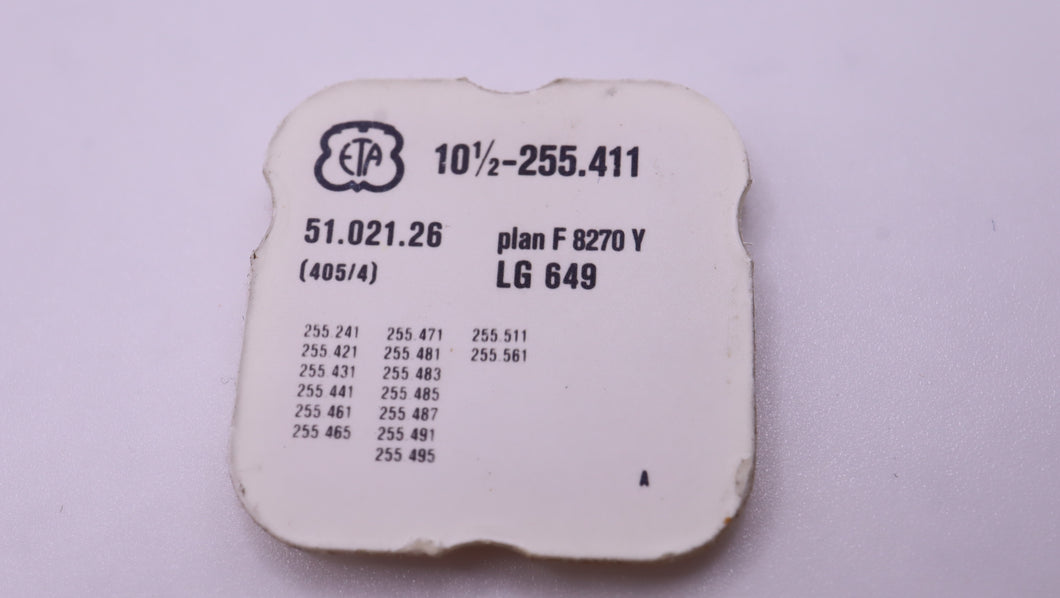 ETA 10½-255.411
51.021.26 plan F 8270 Y
(405/4) LG 649
255.241 255.471 255.511
255.421 255 481 255.561
255 431 255 483
255 441 255 485
255 461 255 487
255 465 255 491
255 495
A